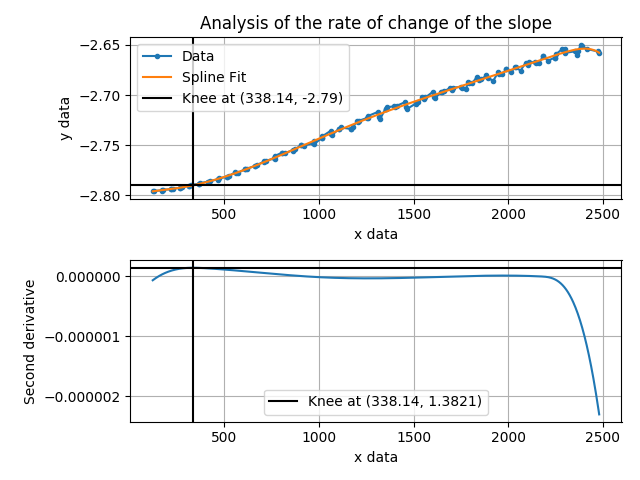 Analysis of the rate of change of the slope
−2.65
−2.70
−2.75
−2.80
y data
Data
Spline Fit
Knee at (338.14, -2.79)
500
1000
1500
2000
2500
x data
0.000000
−0.000001
−0.000002
Second derivative
Knee at (338.14, 1.3821)
500
1000
1500
2000
2500
x data